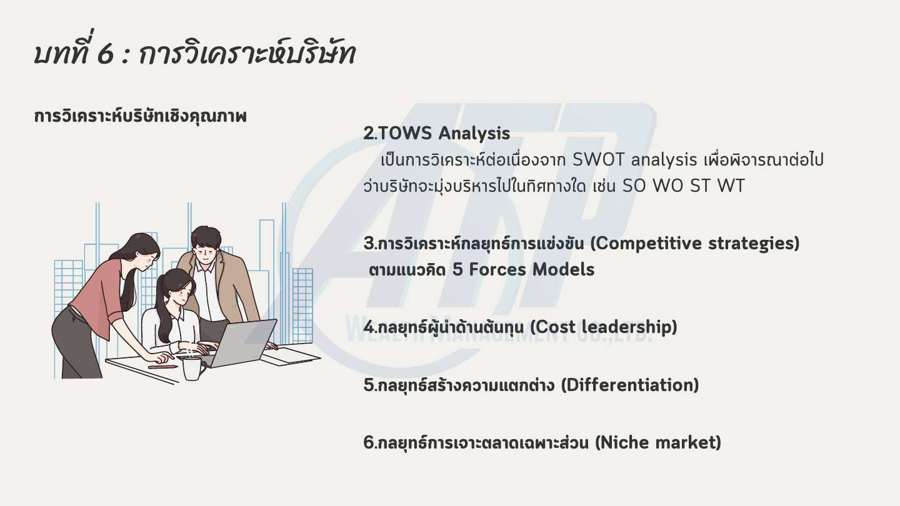 บทที่ 6 : การวิเคราะห์บริษัท
การวิเคราะห์บริษัทเชิงคุณภาพ
2.TOWS Analysis
เป็นการวิเคราะห์ต่อเนื่องจาก SWOT analysis เพื่อพิจารณาต่อไป
ว่าบริษัทจะมุ่งบริหารไปในทิศทางใด เช่น SO WO ST WT
3.การวิเคราะห์กลยุทธ์การแข่งขัน (Competitive strategies)
ตามแนวคิด 5 Forces Models
4.กลยุทธ์ผู้นำด้านต้นทุน (Cost leadership)
5.กลยุทธ์สร้างความแตกต่าง (Differentiation)
6.กลยุทธ์การเจาะตลาดเฉพาะส่วน (Niche market)
ATP
WEALTH MANAGEMENT CO.,LTD.